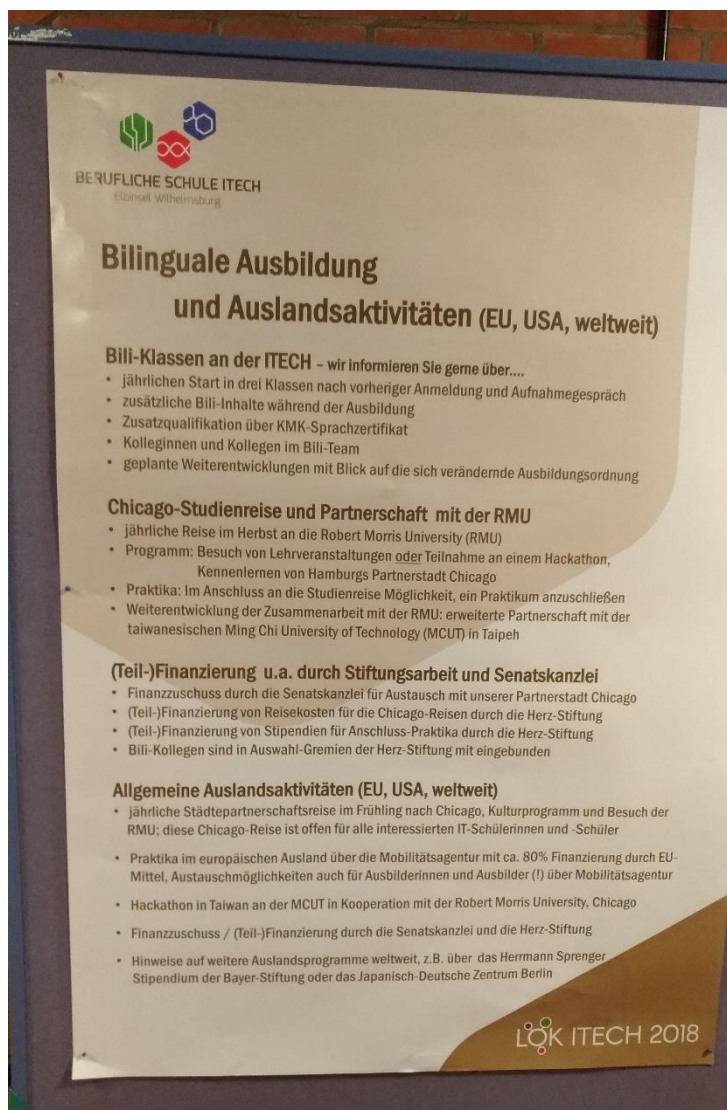 BERUFLICHE SCHULE ITECH
Elbinsel Wilhelmsburg
Bilinguale Ausbildung
und Auslandsaktivitäten (EU, USA, weltweit)
Bili-Klassen an der ITECH – wir informieren Sie gerne über....
• jährlichen Start in drei Klassen nach vorheriger Anmeldung und Aufnahmegespräch
• zusätzliche Bili-Inhalte während der Ausbildung
• Zusatzqualifikation über KMK-Sprachzertifikat
• Kolleginnen und Kollegen im Bili-Team
• geplante Weiterentwicklungen mit Blick auf die sich verändernde Ausbildungsordnung
Chicago-Studienreise und Partnerschaft mit der RMU
• jährliche Reise im Herbst an die Robert Morris University (RMU)
• Programm: Besuch von Lehrveranstaltungen oder Teilnahme an einem Hackathon,
Kennenlernen von Hamburgs Partnerstadt Chicago
• Praktika: Im Anschluss an die Studienreise Möglichkeit, ein Praktikum anzuschließen
• Weiterentwicklung der Zusammenarbeit mit der RMU: erweiterte Partnerschaft mit der
taiwanesischen Ming Chi University of Technology (MCUT) in Taipeh
(Teil-)Finanzierung u.a. durch Stiftungsarbeit und Senatskanzlei
• Finanzzuschuss durch die Senatskanzlei für Austausch mit unserer Partnerstadt Chicago
• (Teil-)Finanzierung von Reisekosten für die Chicago-Reisen durch die Herz-Stiftung
• (Teil-)Finanzierung von Stipendien für Anschluss-Praktika durch die Herz-Stiftung
• Bili-Kollegen sind in Auswahl-Gremien der Herz-Stiftung mit eingebunden
Allgemeine Auslandsaktivitäten (EU, USA, weltweit)
• jährliche Städtepartnerschaftsreise im Frühling nach Chicago, Kulturprogramm und Besuch der
RMU; diese Chicago-Reise ist offen für alle interessierten IT-Schülerinnen und -Schüler
• Praktika im europäischen Ausland über die Mobilitätsagentur mit ca. 80% Finanzierung durch EU-
Mittel, Austauschmöglichkeiten auch für Ausbilderinnen und Ausbilder (!) über Mobilitätsagentur
• Hackathon in Taiwan an der MCUT in Kooperation mit der Robert Morris University, Chicago
• Finanzzuschuss / (Teil-)Finanzierung durch die Senatskanzlei und die Herz-Stiftung
• Hinweise auf weitere Auslandsprogramme weltweit, z.B. über das Herrmann Sprenger
Stipendium der Bayer-Stiftung oder das Japanisch-Deutsche Zentrum Berlin
LOK ITECH 2018